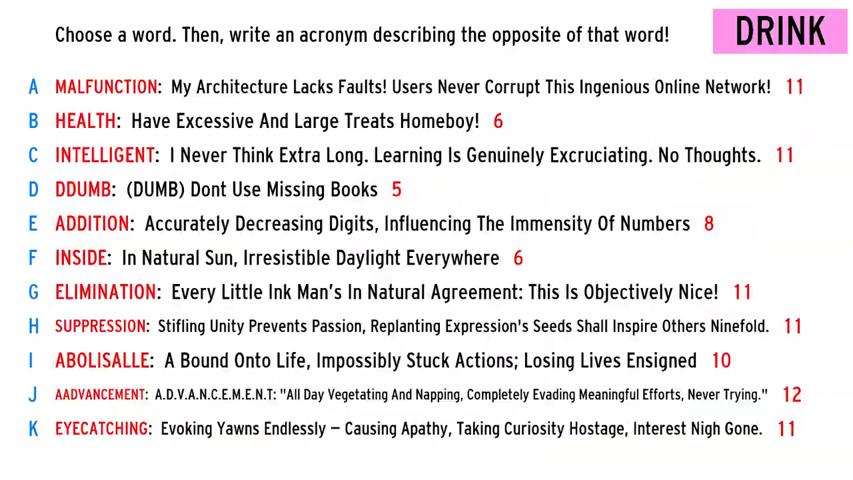 Choose a word. Then, write an acronym describing the opposite of that word!
DRINK
A MALFUNCTION: My Architecture Lacks Faults! Users Never Corrupt This Ingenious Online Network! 11
B HEALTH: Have Excessive And Large Treats Homeboy! 6
C INTELLIGENT: I Never Think Extra Long. Learning Is Genuinely Excruciating. No Thoughts. 11
D DDUMB: (DUMB) Dont Use Missing Books 5
E ADDITION: Accurately Decreasing Digits, Influencing The Immensity Of Numbers 8
F INSIDE: In Natural Sun, Irresistible Daylight Everywhere 6
G ELIMINATION: Every Little Ink Man's In Natural Agreement: This Is Objectively Nice! 11
H SUPPRESSION: Stifling Unity Prevents Passion, Replanting Expression's Seeds Shall Inspire Others Ninefold. 11
I ABOLISALLE: A Bound Onto Life, Impossibly Stuck Actions; Losing Lives Ensigned 10
J AADVANCEMENT: A.D.V.A.N.C.E.M.E.N.T: "All Day Vegetating And Napping, Completely Evading Meaningful Efforts, Never Trying." 12
K EYECATCHING: Evoking Yawns Endlessly – Causing Apathy, Taking Curiosity Hostage, Interest Nigh Gone. 11